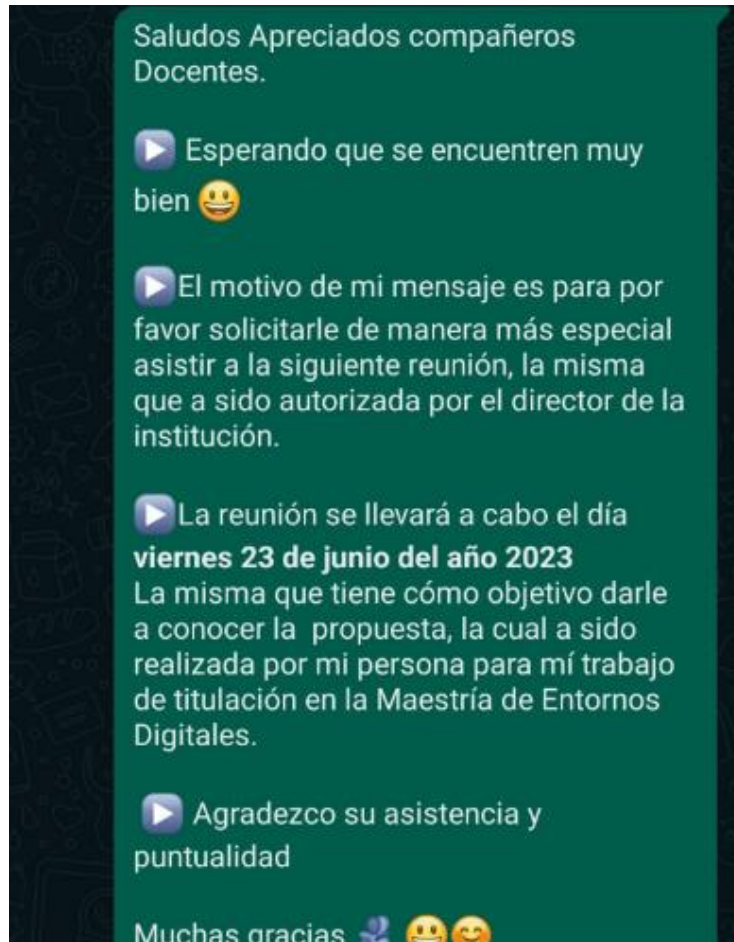 Saludos Apreciados compañeros
Docentes.
▶️ Esperando que se encuentren muy
bien 😀
▶️El motivo de mi mensaje es para por
favor solicitarle de manera más especial
asistir a la siguiente reunión, la misma
que a sido autorizada por el director de la
institución.
▶️La reunión se llevará a cabo el día
viernes 23 de junio del año 2023
La misma que tiene cómo objetivo darle
a conocer la  propuesta, la cual a sido
realizada por mi persona para mí trabajo
de titulación en la Maestría de Entornos
Digitales.
▶️ Agradezco su asistencia y
puntualidad
Muchas gracias 😀😊